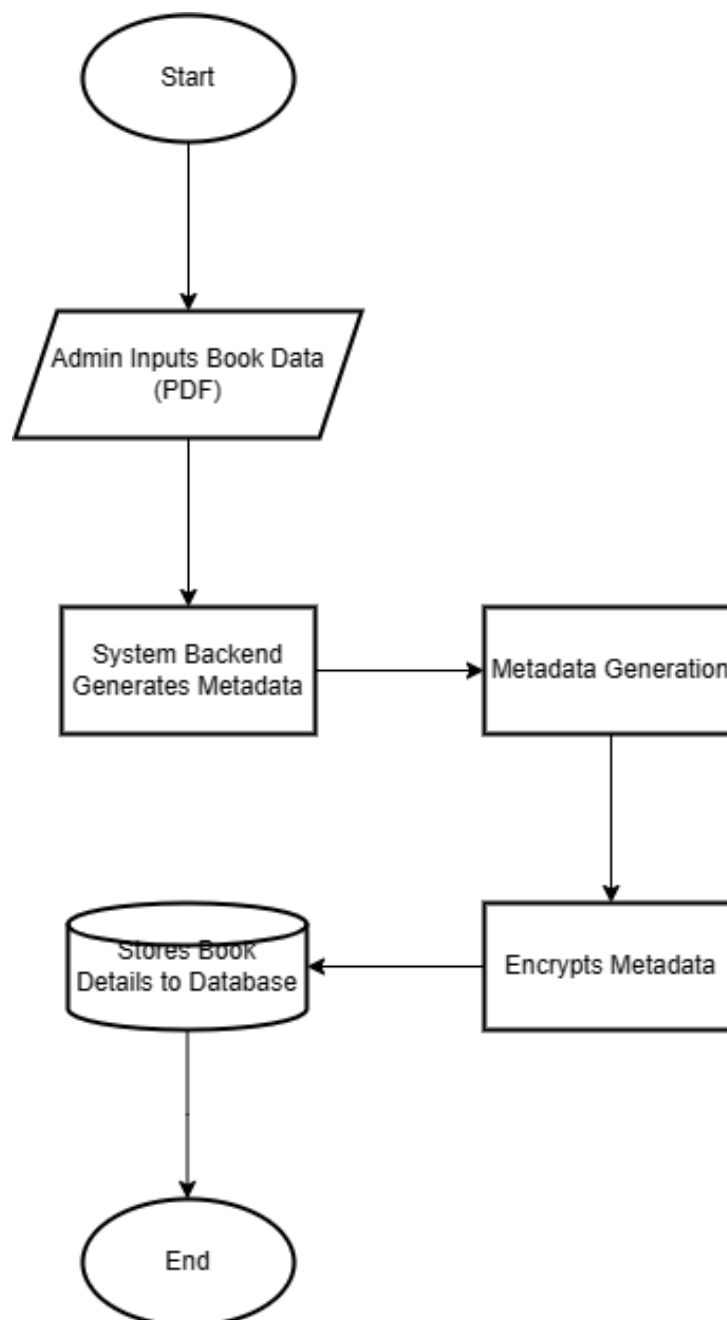 Start
Admin Inputs Book Data
(PDF)
System Backend
Generates Metadata
Metadata Generation
Encrypts Metadata
Stores Book
Details to Database
End